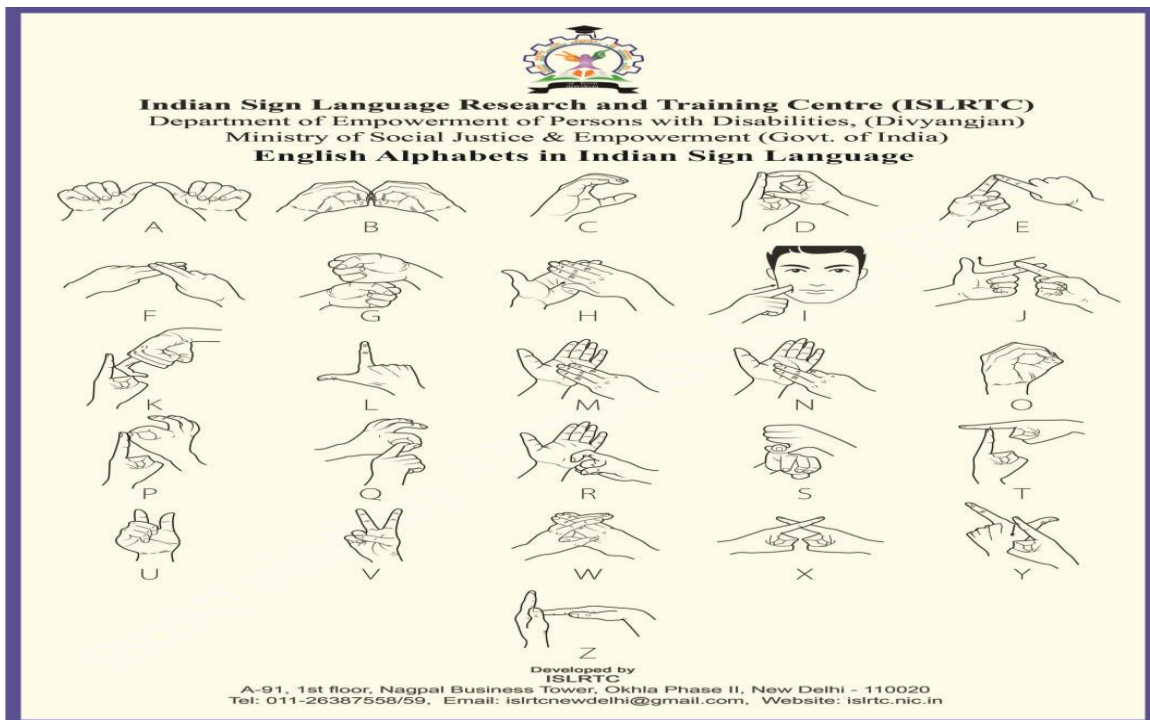 Indian Sign Language Research and Training Centre (ISLRTC)
Department of Empowerment of Persons with Disabilities, (Divyangjan)
Ministry of Social Justice & Empowerment (Govt. of India)
English Alphabets in Indian Sign Language
A B C D E
F G H I J
K L M N O
P Q R S T
U V W X Y
Z
Developed by
ISLRTC
A-91, 1st floor, Nagpal Business Tower, Okhla Phase II, New Delhi - 110020
Tel: 011-26387558/59, Email: islrtcnewdelhi@gmail.com, Website: islrtc.nic.in